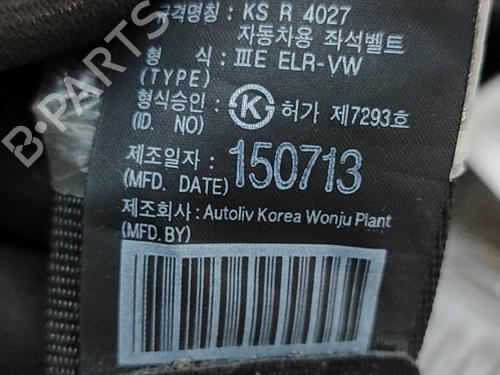 규격명칭 : KS R 4027
자동차용 좌석벨트
형 식 : ⅢE ELR-VW
(TYPE)
형식승인 : K 허가 제7293호
(ID. NO)
제조일자 : 150713
(MFD. DATE)
제조회사 : Autoliv Korea Wonju Plant
(MFD.BY)
B-PARTS